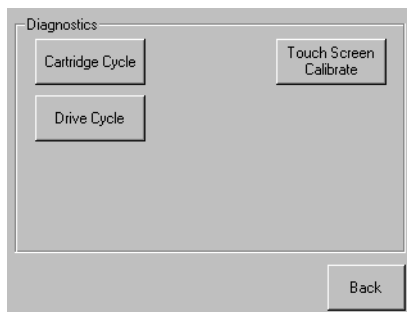 Diagnostics
Cartridge Cycle
Touch Screen
Calibrate
Drive Cycle
Back